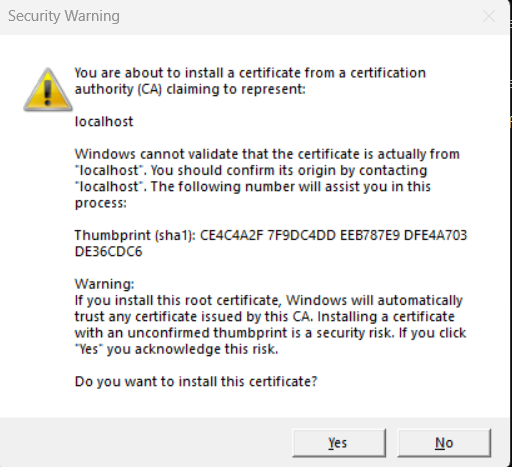 Security Warning
You are about to install a certificate from a certification
authority (CA) claiming to represent:
localhost
Windows cannot validate that the certificate is actually from
"localhost". You should confirm its origin by contacting
"localhost". The following number will assist you in this
process:
Thumbprint (sha1): CE4C4A2F 7F9DC4DD EEB787E9 DFE4A703
DE36CDC6
Warning:
If you install this root certificate, Windows will automatically
trust any certificate issued by this CA. Installing a certificate
with an unconfirmed thumbprint is a security risk. If you click
"Yes" you acknowledge this risk.
Do you want to install this certificate?
Yes
No